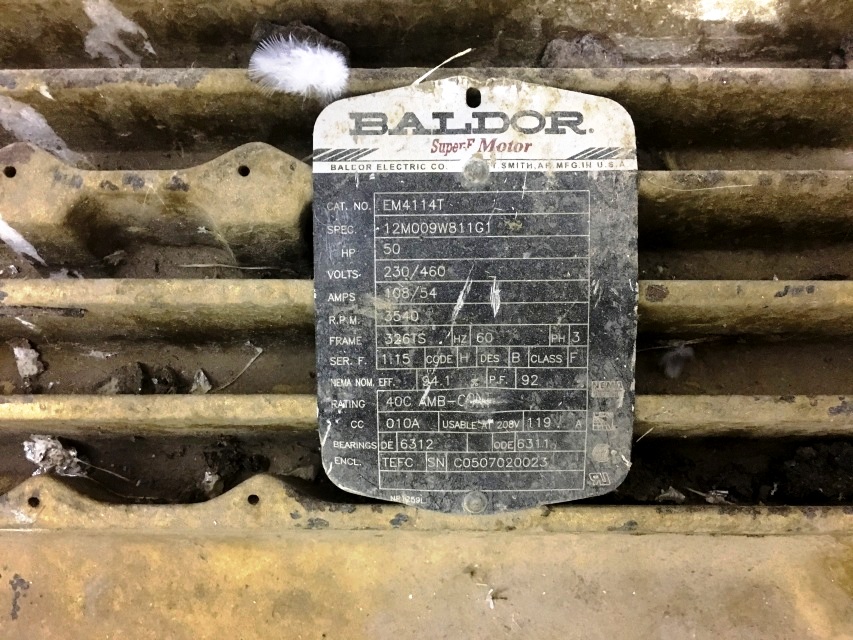 BALDOR.
Super-E Motor
BALDOR ELECTRIC CO. T SMITH, AR. MFG. IN U.S.A
CAT. NO. EM4114T
SPEC. 12M009W811G1
HP 50
VOLTS 230/460
AMPS 108/54
R.P.M. 3540
FRAME 326TS HZ 60 PH 3
SER. F. 1.15 CODE H DES B CLASS F
NEMA NOM. EFF. 94.1 % P.F. 92
RATING 40C AMB-CONT
CC 010A USABLE AT 208V 119 A
BEARINGS DE 6312 ODE 6311
ENCL. TEFC SN C0507020023